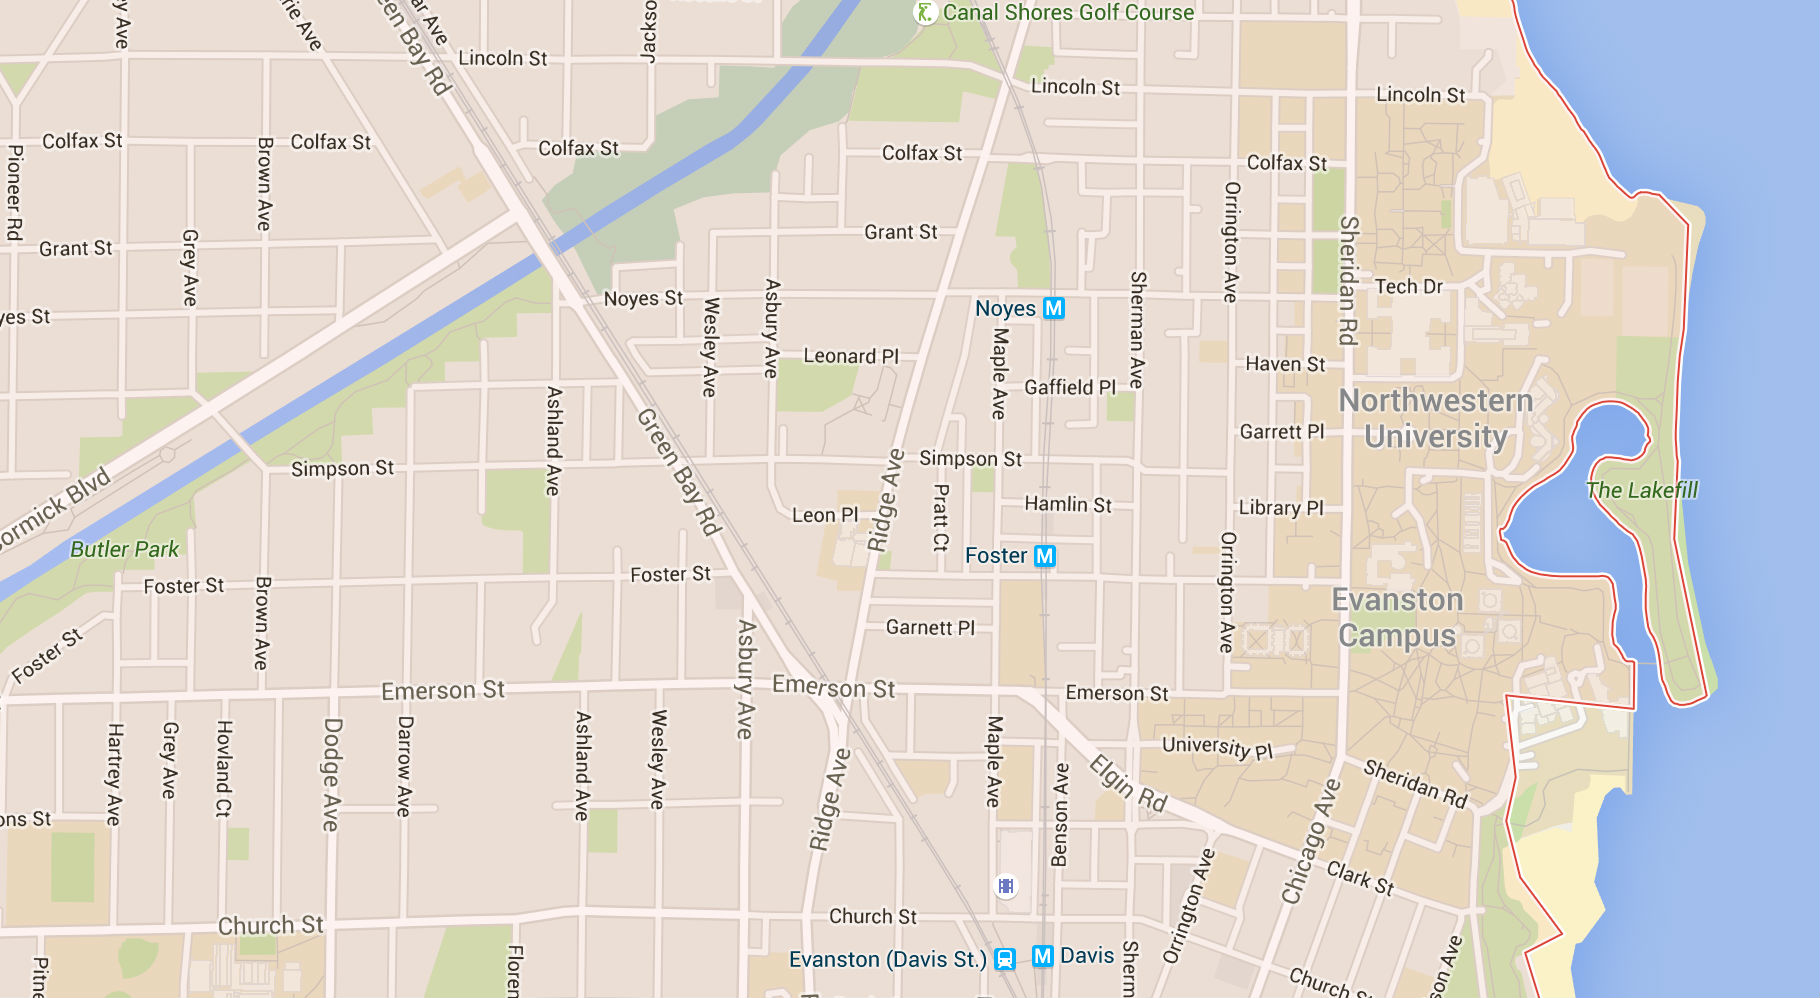 Canal Shores Golf Course
Green Bay Rd
Lincoln St
Lincoln St
Lincoln St
Colfax St
Colfax St
Colfax St
Colfax St
Colfax St
Pioneer Rd
Brown Ave
Grant St
Grey Ave
Grant St
Orrington Ave
Sheridan Rd
Tech Dr
Noyes St
Wesley Ave
Asbury Ave
Noyes
M
Sherman Ave
Maple Ave
Leonard Pl
Haven St
Gaffield Pl
Northwestern
University
Ashland Ave
Green Bay Rd
Garrett Pl
Simpson St
Ridge Ave
Simpson St
Pratt Ct
Hamlin St
Library Pl
The Lakefill
Leon Pl
Butler Park
Foster
M
Foster St
Foster St
Brown Ave
Foster St
Orrington Ave
Evanston
Campus
Garnett Pl
Asbury Ave
Emerson St
Emerson St
Emerson St
Hartrey Ave
Grey Ave
Hovland Ct
Dodge Ave
Darrow Ave
Ashland Ave
Wesley Ave
Ridge Ave
Maple Ave
Benson Ave
University Pl
Elgin Rd
Sheridan Rd
Chicago Ave
Clark St
Orrington Ave
Church St
Church St
Church St
Evanston (Davis St.)
M
Davis